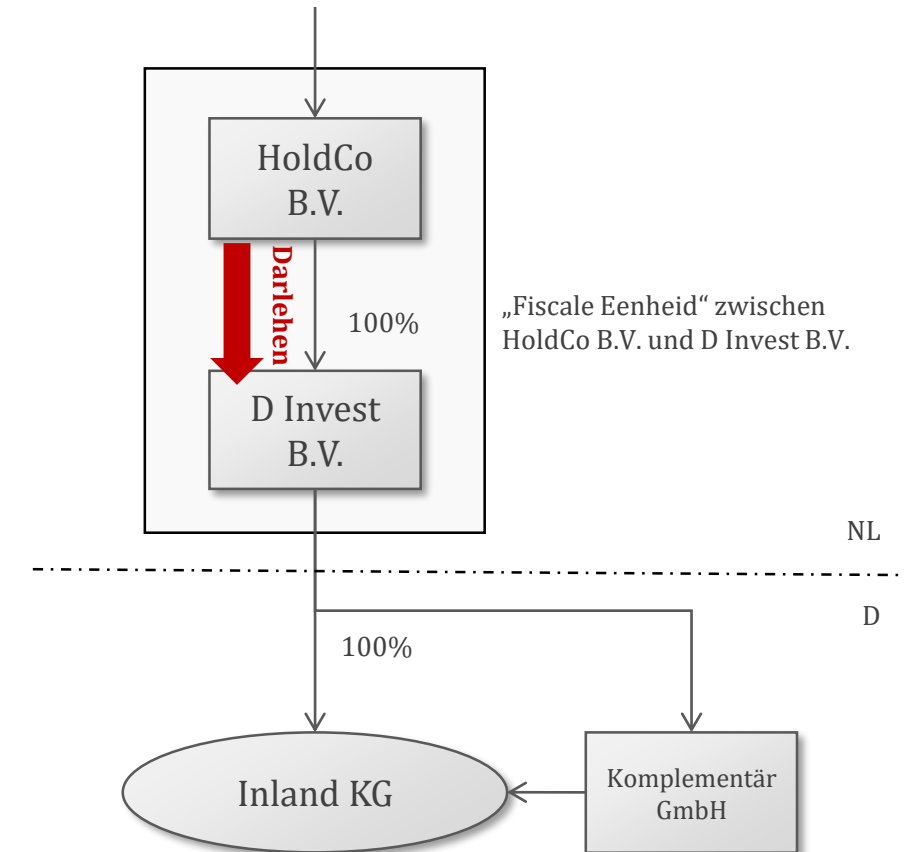 HoldCo
B.V.
Darlehen
100%
„Fiscale Eenheid“ zwischen
HoldCo B.V. und D Invest B.V.
D Invest
B.V.
NL
D
100%
Inland KG
Komplementär
GmbH